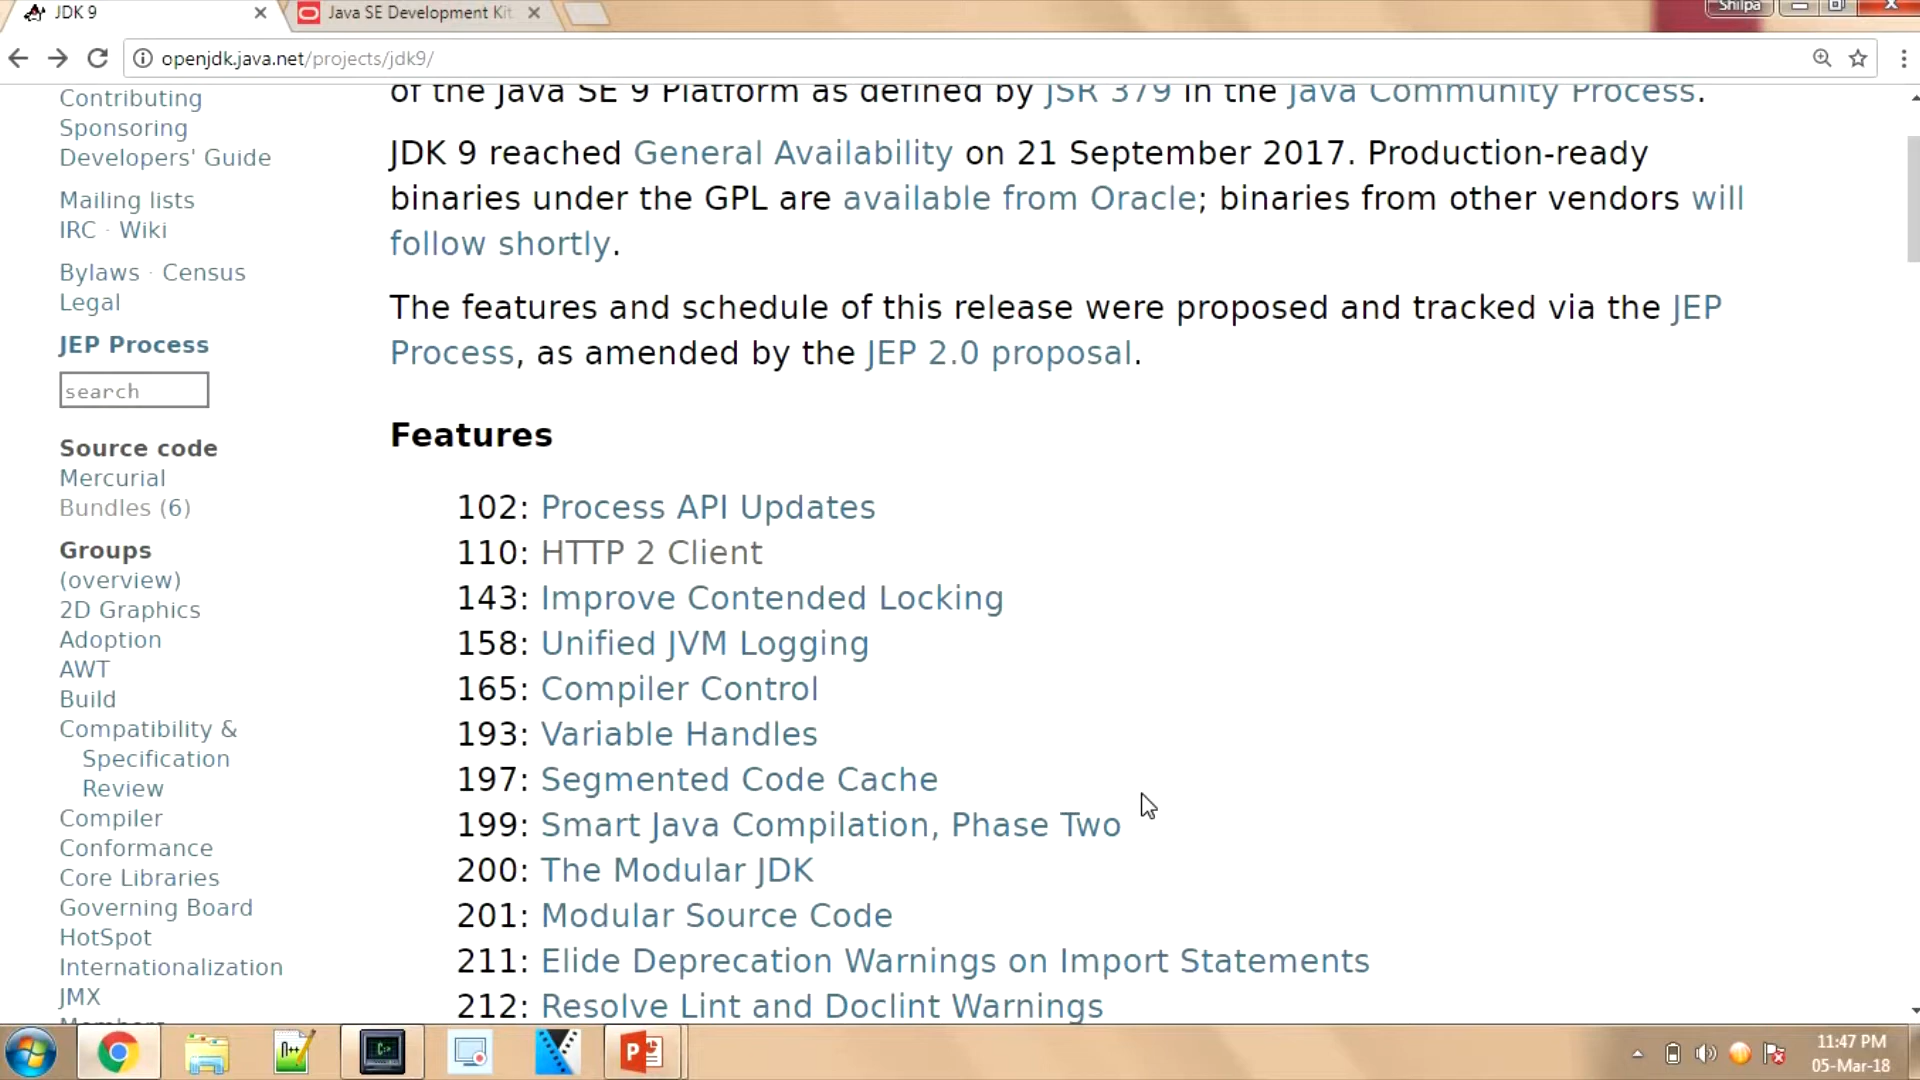 JDK 9
Java SE Development Kit
Shilpa
openjdk.java.net/projects/jdk9/
Contributing
Sponsoring
Developers' Guide
Mailing lists
IRC · Wiki
Bylaws · Census
Legal
JEP Process
search
Source code
Mercurial
Bundles (6)
Groups
(overview)
2D Graphics
Adoption
AWT
Build
Compatibility &
Specification
Review
Compiler
Conformance
Core Libraries
Governing Board
HotSpot
Internationalization
JMX
Members
of the Java SE 9 Platform as defined by JSR 379 in the Java Community Process.
JDK 9 reached General Availability on 21 September 2017. Production-ready
binaries under the GPL are available from Oracle; binaries from other vendors will
follow shortly.
The features and schedule of this release were proposed and tracked via the JEP
Process, as amended by the JEP 2.0 proposal.
Features
102: Process API Updates
110: HTTP 2 Client
143: Improve Contended Locking
158: Unified JVM Logging
165: Compiler Control
193: Variable Handles
197: Segmented Code Cache
199: Smart Java Compilation, Phase Two
200: The Modular JDK
201: Modular Source Code
211: Elide Deprecation Warnings on Import Statements
212: Resolve Lint and Doclint Warnings
11:47 PM
05-Mar-18